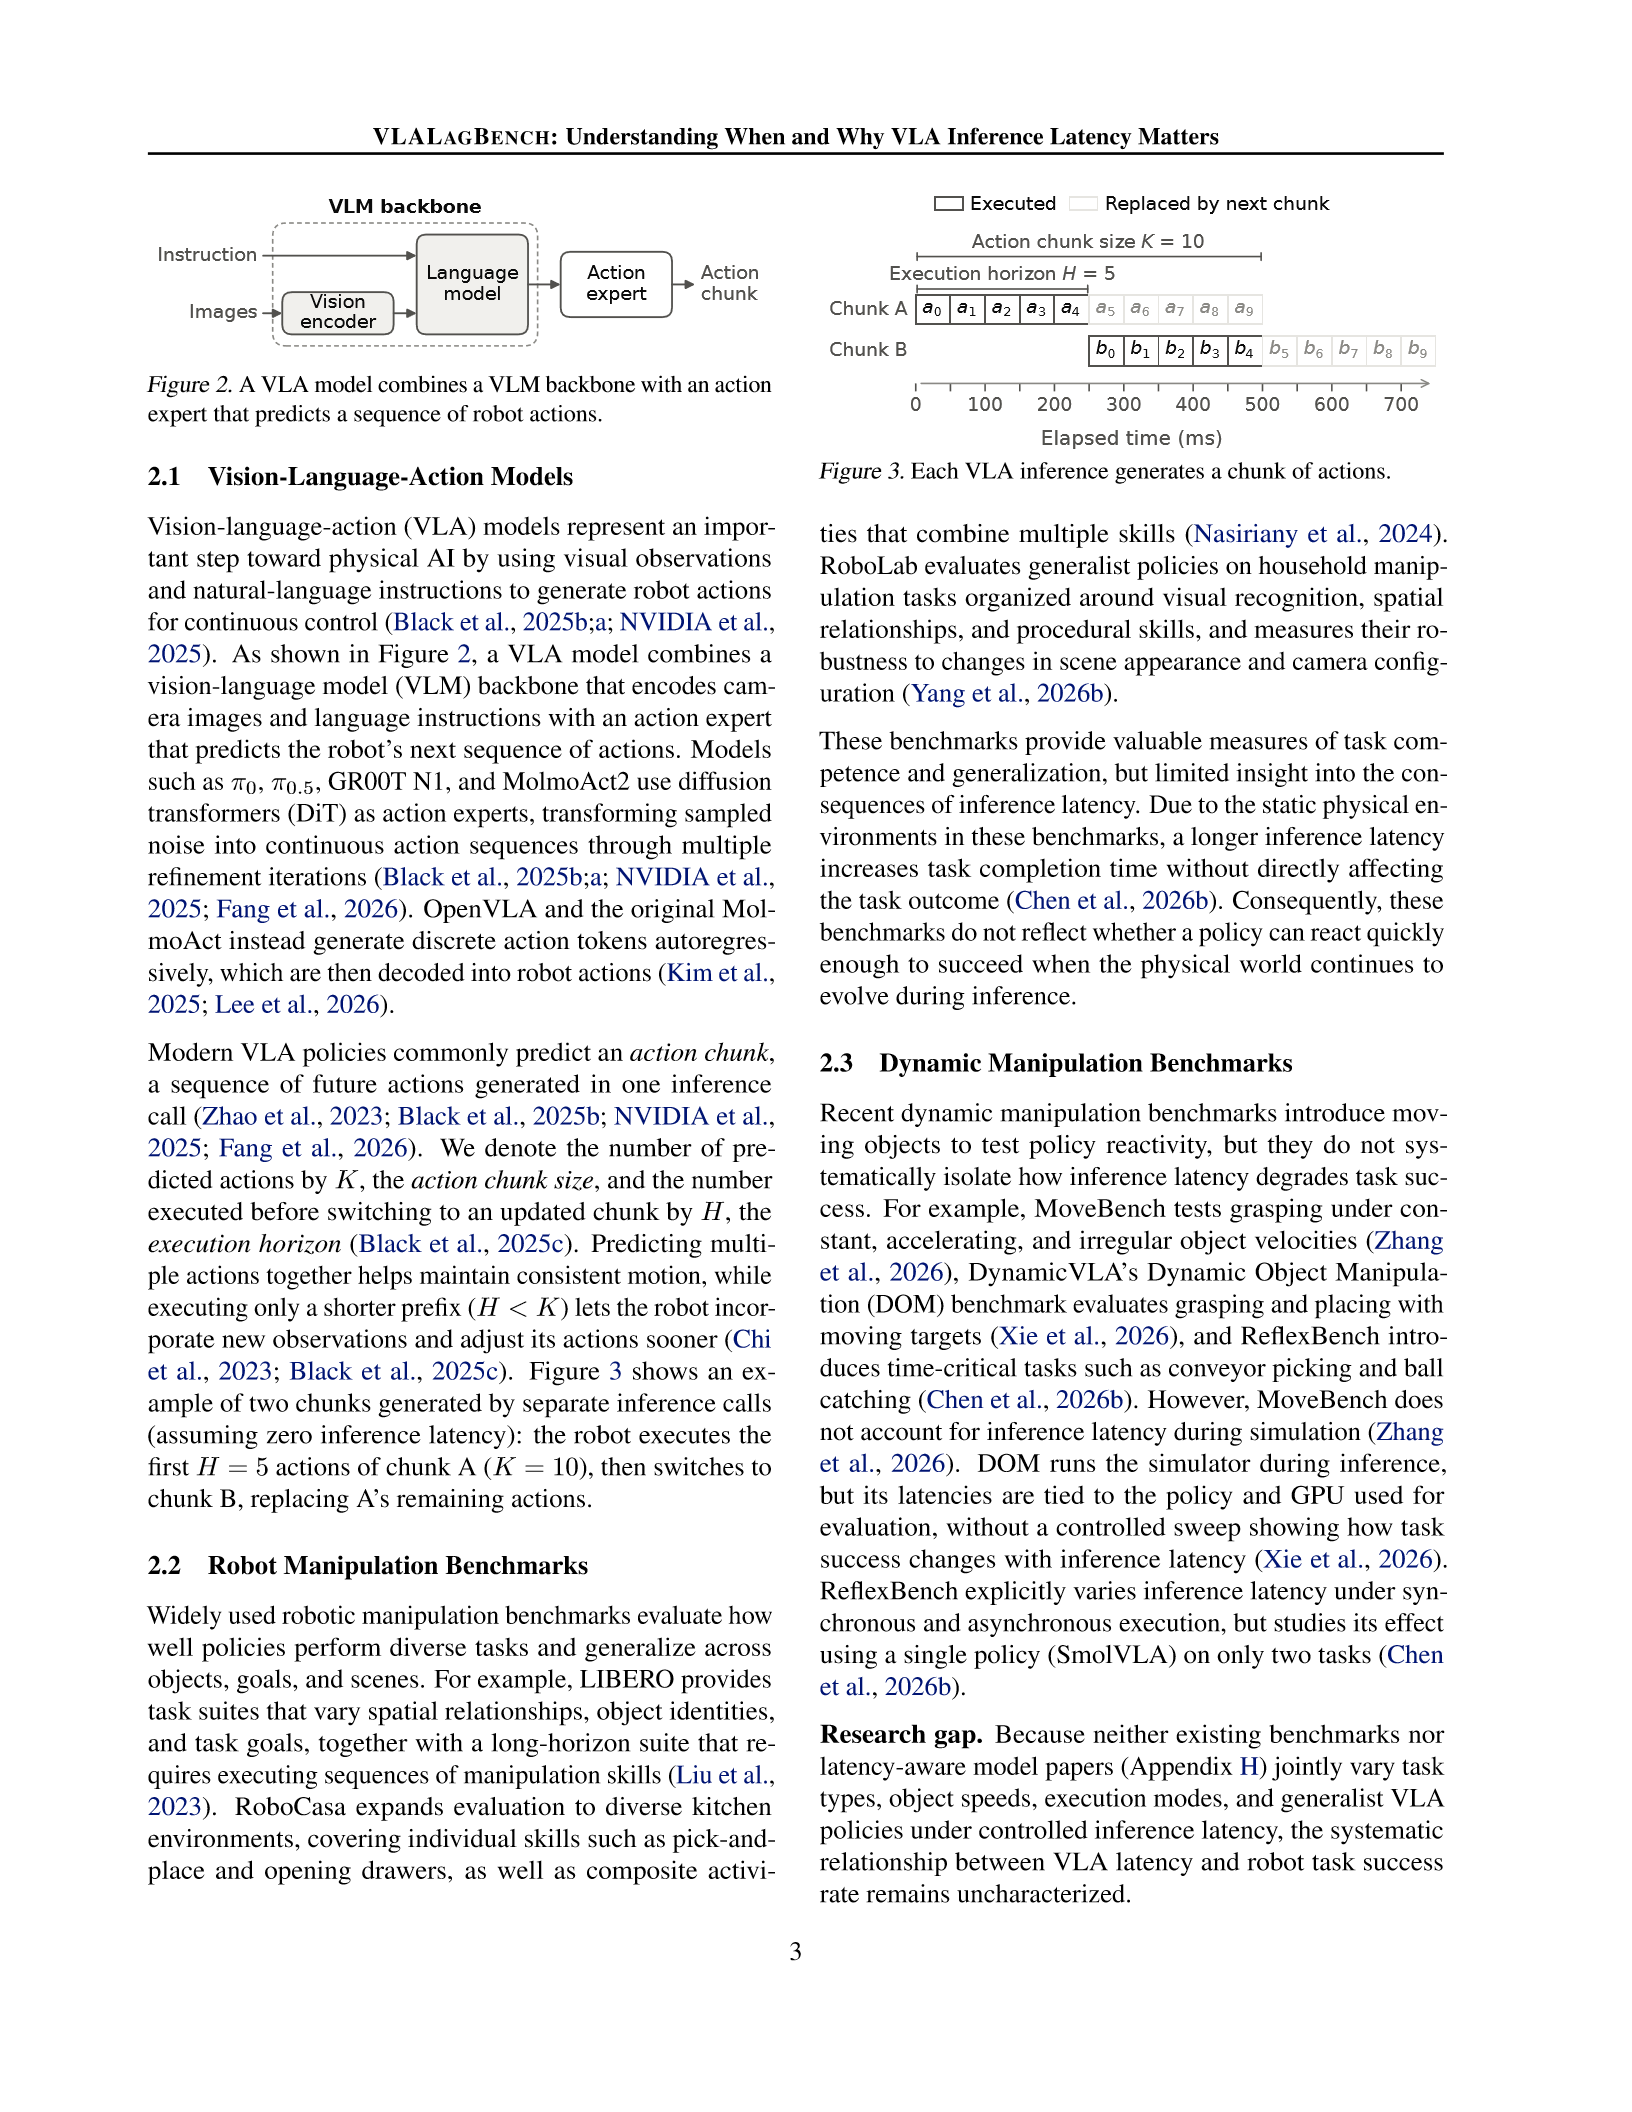 VLALAGBENCH: Understanding When and Why VLA Inference Latency Matters
VLM backbone
Instruction
Images
Vision
encoder
Language
model
Action
expert
Action
chunk
Figure 2. A VLA model combines a VLM backbone with an action
expert that predicts a sequence of robot actions.
2.1 Vision-Language-Action Models
Vision-language-action (VLA) models represent an impor-
tant step toward physical AI by using visual observations
and natural-language instructions to generate robot actions
for continuous control (Black et al., 2025b;a; NVIDIA et al.,
2025). As shown in Figure 2, a VLA model combines a
vision-language model (VLM) backbone that encodes cam-
era images and language instructions with an action expert
that predicts the robot's next sequence of actions. Models
such as π0, π0.5, GR00T N1, and MolmoAct2 use diffusion
transformers (DiT) as action experts, transforming sampled
noise into continuous action sequences through multiple
refinement iterations (Black et al., 2025b;a; NVIDIA et al.,
2025; Fang et al., 2026). OpenVLA and the original Mol-
moAct instead generate discrete action tokens autoregres-
sively, which are then decoded into robot actions (Kim et al.,
2025; Lee et al., 2026).
Modern VLA policies commonly predict an action chunk,
a sequence of future actions generated in one inference
call (Zhao et al., 2023; Black et al., 2025b; NVIDIA et al.,
2025; Fang et al., 2026). We denote the number of pre-
dicted actions by K, the action chunk size, and the number
executed before switching to an updated chunk by H, the
execution horizon (Black et al., 2025c). Predicting multi-
ple actions together helps maintain consistent motion, while
executing only a shorter prefix (H < K) lets the robot incor-
porate new observations and adjust its actions sooner (Chi
et al., 2023; Black et al., 2025c). Figure 3 shows an ex-
ample of two chunks generated by separate inference calls
(assuming zero inference latency): the robot executes the
first H = 5 actions of chunk A (K = 10), then switches to
chunk B, replacing A's remaining actions.
2.2 Robot Manipulation Benchmarks
Widely used robotic manipulation benchmarks evaluate how
well policies perform diverse tasks and generalize across
objects, goals, and scenes. For example, LIBERO provides
task suites that vary spatial relationships, object identities,
and task goals, together with a long-horizon suite that re-
quires executing sequences of manipulation skills (Liu et al.,
2023). RoboCasa expands evaluation to diverse kitchen
environments, covering individual skills such as pick-and-
place and opening drawers, as well as composite activi-
Executed Replaced by next chunk
Action chunk size K = 10
Execution horizon H = 5
Chunk A a0 a1 a2 a3 a4 a5 a6 a7 a8 a9
Chunk B b0 b1 b2 b3 b4 b5 b6 b7 b8 b9
0 100 200 300 400 500 600 700
Elapsed time (ms)
Figure 3. Each VLA inference generates a chunk of actions.
ties that combine multiple skills (Nasiriany et al., 2024).
RoboLab evaluates generalist policies on household manip-
ulation tasks organized around visual recognition, spatial
relationships, and procedural skills, and measures their ro-
bustness to changes in scene appearance and camera config-
uration (Yang et al., 2026b).
These benchmarks provide valuable measures of task com-
petence and generalization, but limited insight into the con-
sequences of inference latency. Due to the static physical en-
vironments in these benchmarks, a longer inference latency
increases task completion time without directly affecting
the task outcome (Chen et al., 2026b). Consequently, these
benchmarks do not reflect whether a policy can react quickly
enough to succeed when the physical world continues to
evolve during inference.
2.3 Dynamic Manipulation Benchmarks
Recent dynamic manipulation benchmarks introduce mov-
ing objects to test policy reactivity, but they do not sys-
tematically isolate how inference latency degrades task suc-
cess. For example, MoveBench tests grasping under con-
stant, accelerating, and irregular object velocities (Zhang
et al., 2026), DynamicVLA's Dynamic Object Manipula-
tion (DOM) benchmark evaluates grasping and placing with
moving targets (Xie et al., 2026), and ReflexBench intro-
duces time-critical tasks such as conveyor picking and ball
catching (Chen et al., 2026b). However, MoveBench does
not account for inference latency during simulation (Zhang
et al., 2026). DOM runs the simulator during inference,
but its latencies are tied to the policy and GPU used for
evaluation, without a controlled sweep showing how task
success changes with inference latency (Xie et al., 2026).
ReflexBench explicitly varies inference latency under syn-
chronous and asynchronous execution, but studies its effect
using a single policy (SmolVLA) on only two tasks (Chen
et al., 2026b).
Research gap. Because neither existing benchmarks nor
latency-aware model papers (Appendix H) jointly vary task
types, object speeds, execution modes, and generalist VLA
policies under controlled inference latency, the systematic
relationship between VLA latency and robot task success
rate remains uncharacterized.
3